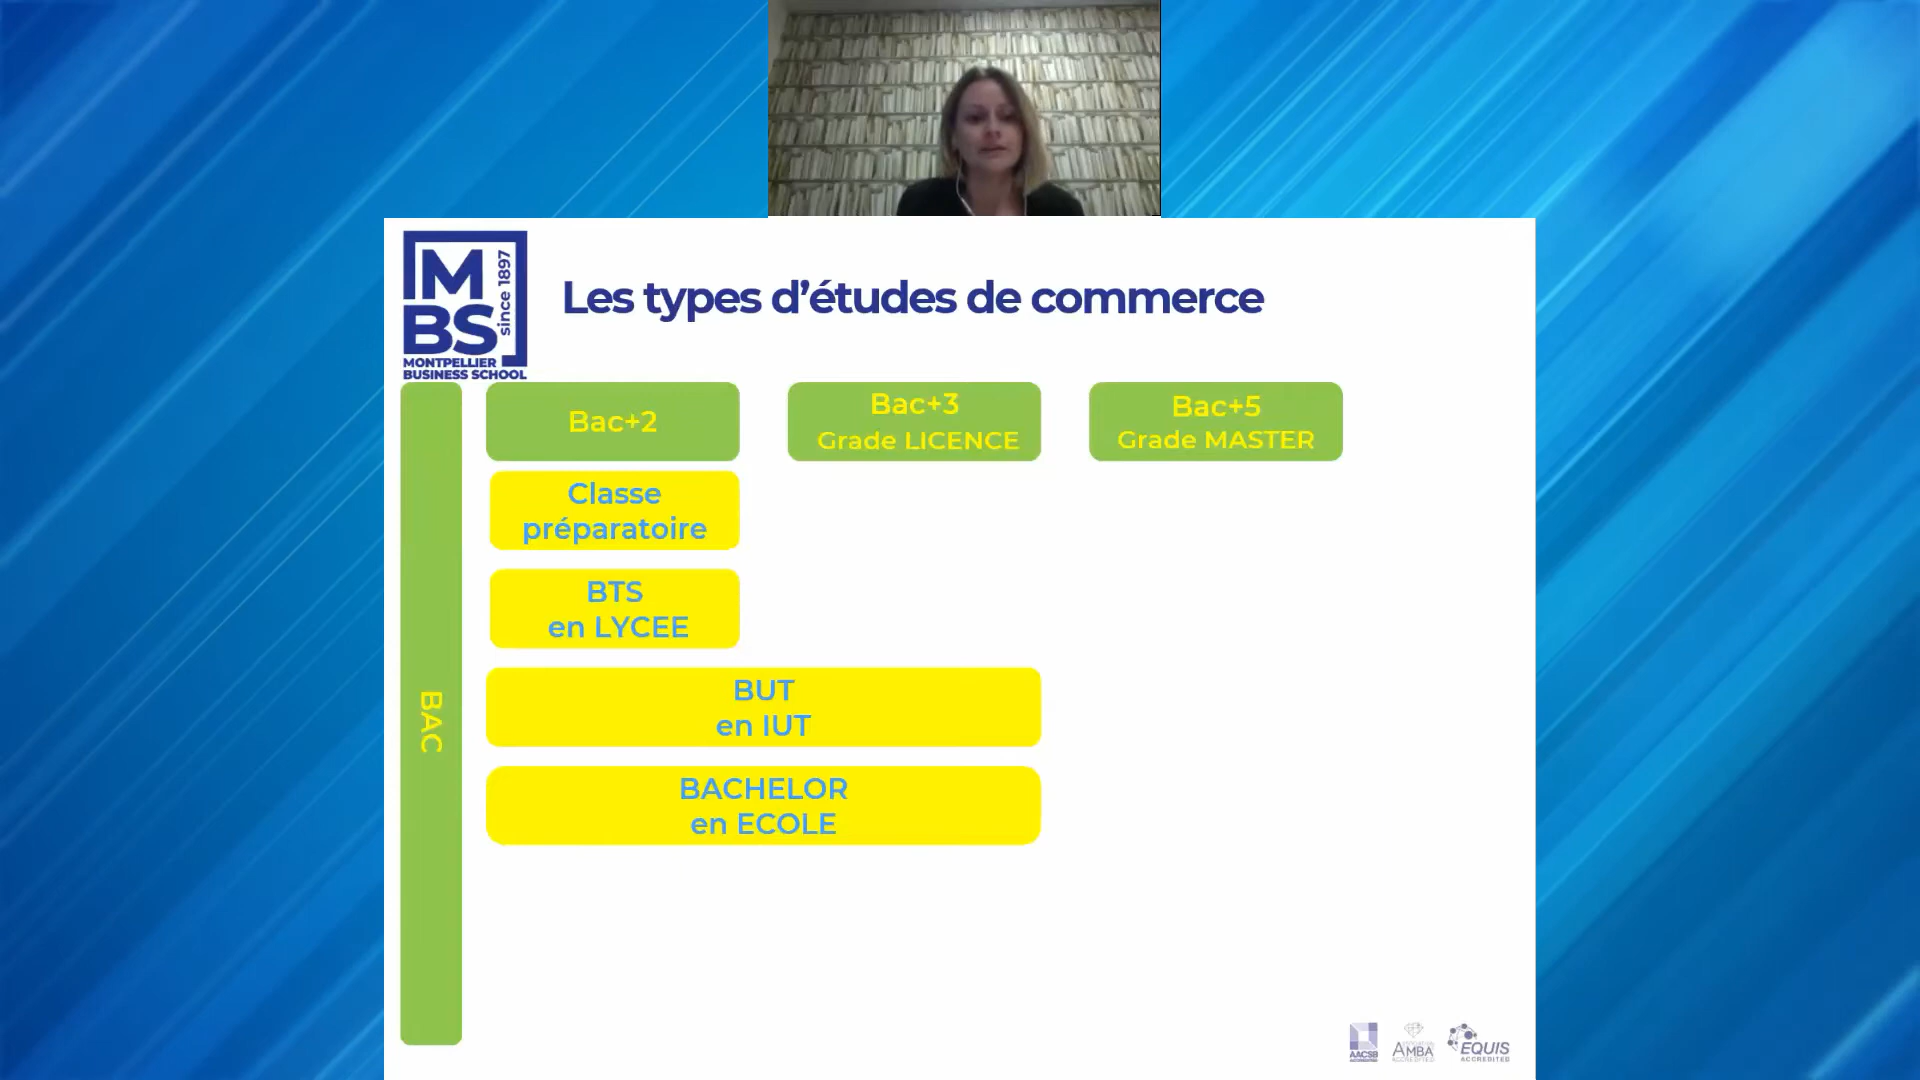 M
BS
since 1897
MONTPELLIER
BUSINESS SCHOOL
Les types d'études de commerce
BAC
Bac+2
Bac+3
Grade LICENCE
Bac+5
Grade MASTER
Classe
préparatoire
BTS
en LYCEE
BUT
en IUT
BACHELOR
en ECOLE
AACSB
AMBA
EQUIS
ACCREDITED